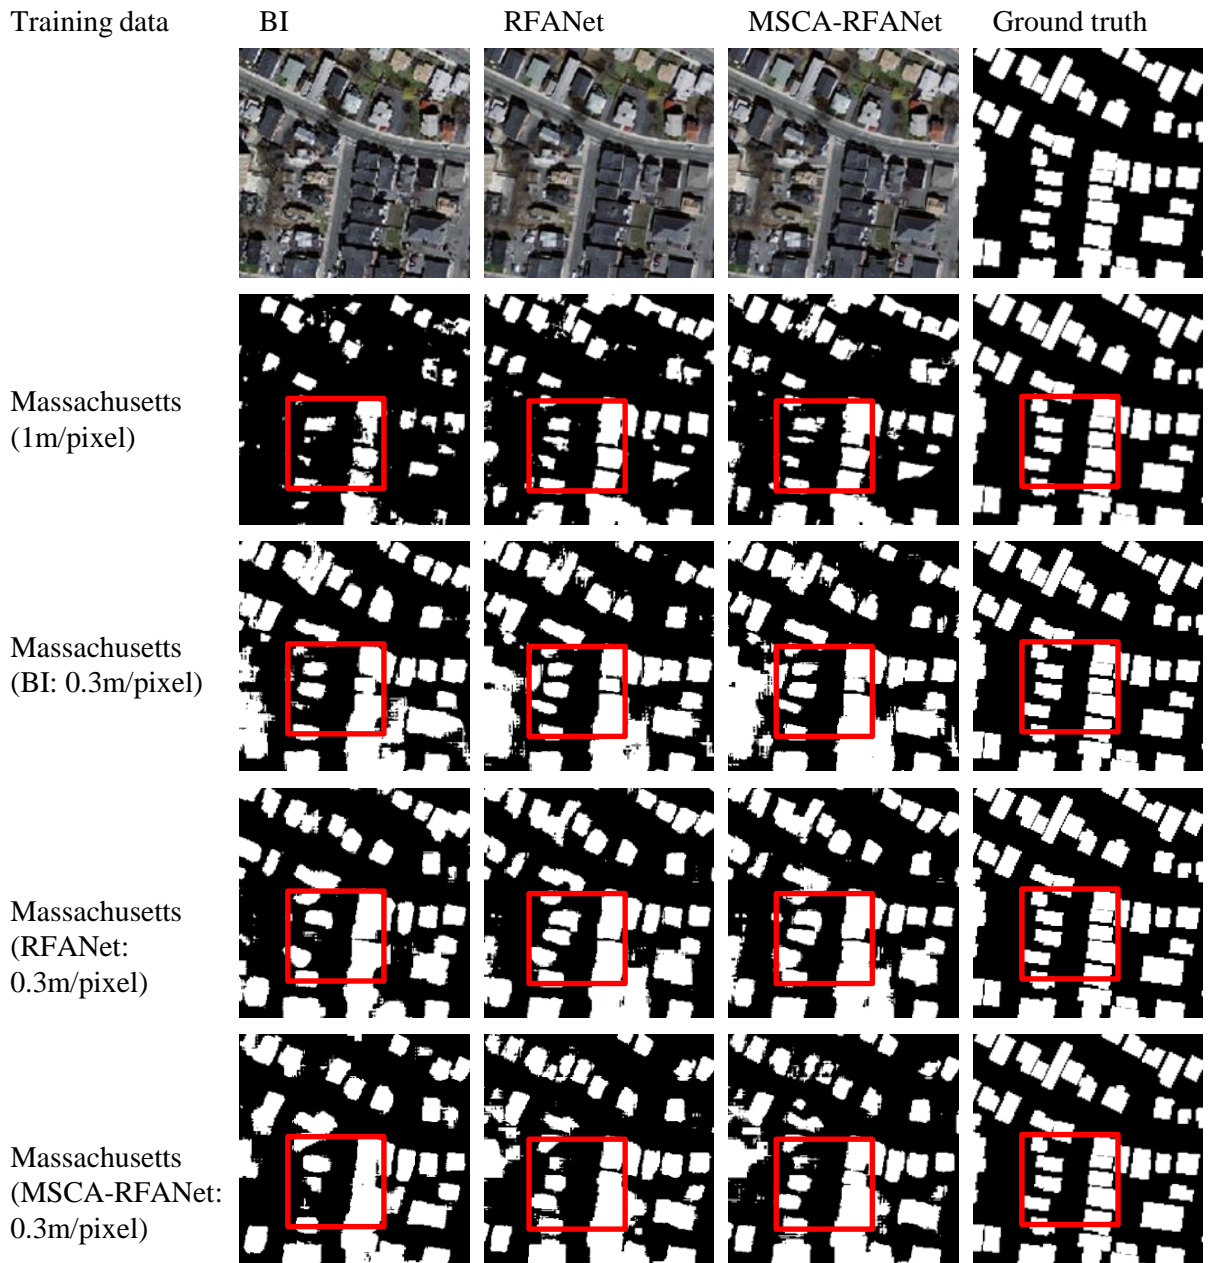 Training data BI RFANet MSCA-RFANet Ground truth
Massachusetts
(1m/pixel)
Massachusetts
(BI: 0.3m/pixel)
Massachusetts
(RFANet:
0.3m/pixel)
Massachusetts
(MSCA-RFANet:
0.3m/pixel)